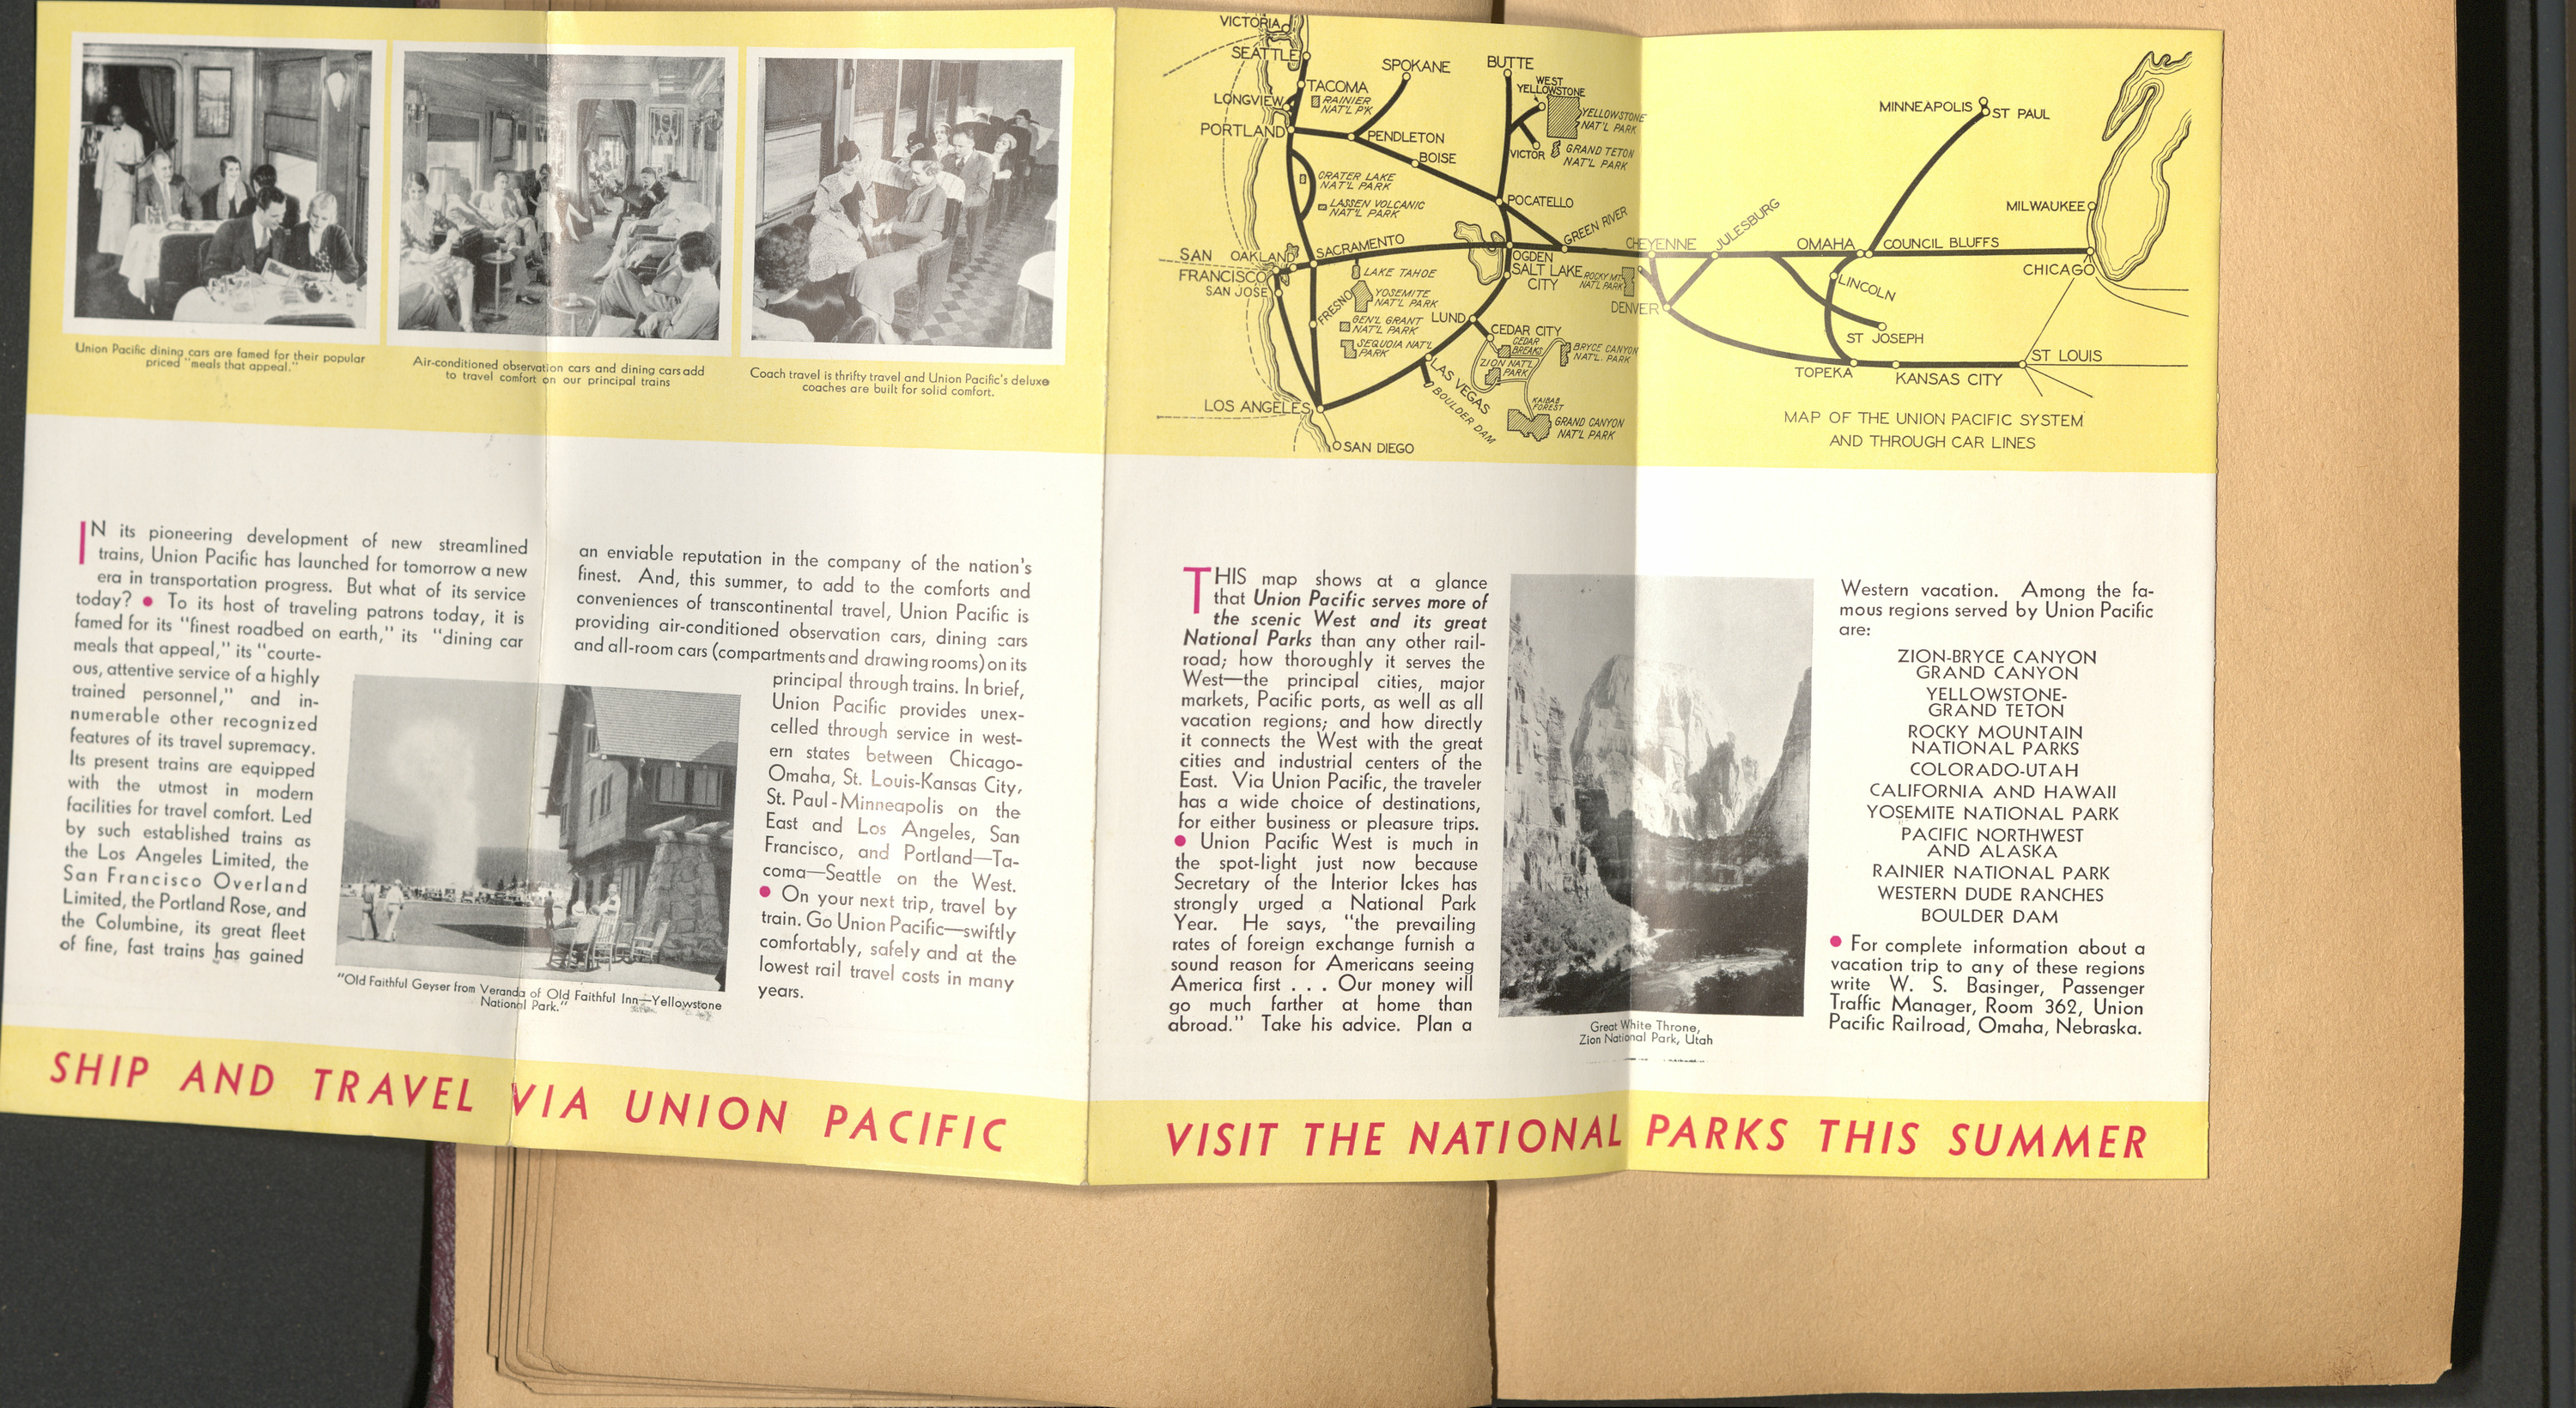 Union Pacific dining cars are famed for their popular
priced "meals that appeal."
Air-conditioned observation cars and dining cars add
to travel comfort on our principal trains
Coach travel is thrifty travel and Union Pacific's deluxe
coaches are built for solid comfort.
IN its pioneering development of new streamlined
trains, Union Pacific has launched for tomorrow a new
era in transportation progress. But what of its service
today? ● To its host of traveling patrons today, it is
famed for its "finest roadbed on earth," its "dining car
meals that appeal," its "courte-
ous, attentive service of a highly
trained personnel," and in-
numerable other recognized
features of its travel supremacy.
Its present trains are equipped
with the utmost in modern
facilities for travel comfort. Led
by such established trains as
the Los Angeles Limited, the
San Francisco Overland
Limited, the Portland Rose, and
the Columbine, its great fleet
of fine, fast trains has gained
an enviable reputation in the company of the nation's
finest. And, this summer, to add to the comforts and
conveniences of transcontinental travel, Union Pacific is
providing air-conditioned observation cars, dining cars
and all-room cars (compartments and drawing rooms) on its
principal through trains. In brief,
Union Pacific provides unex-
celled through service in west-
ern states between Chicago-
Omaha, St. Louis-Kansas City,
St. Paul-Minneapolis on the
East and Los Angeles, San
Francisco, and Portland—Ta-
coma—Seattle on the West.
● On your next trip, travel by
train. Go Union Pacific—swiftly
comfortably, safely and at the
lowest rail travel costs in many
years.
"Old Faithful Geyser from Veranda of Old Faithful Inn—Yellowstone
National Park."
SHIP AND TRAVEL VIA UNION PACIFIC
VICTORIA
SEATTLE
TACOMA
LONGVIEW
RAINIER
NAT'L P'K
PORTLAND
SPOKANE
PENDLETON
BOISE
BUTTE
WEST
YELLOWSTONE
YELLOWSTONE
NAT'L PARK
VICTOR
GRAND TETON
NAT'L PARK
CRATER LAKE
NAT'L PARK
LASSEN VOLCANIC
NAT'L PARK
POCATELLO
GREEN RIVER
SAN FRANCISCO
OAKLAND
SAN JOSE
SACRAMENTO
LAKE TAHOE
OGDEN
SALT LAKE
CITY
ROCKY MT.
NAT'L PARK
CHEYENNE
JULESBURG
DENVER
FRESNO
YOSEMITE
NAT'L PARK
GEN'L GRANT
NAT'L PARK
SEQUOIA NAT'L
PARK
LUND
CEDAR CITY
CEDAR
BREAKS
ZION NAT'L
PARK
BRYCE CANYON
NAT'L. PARK
LAS VEGAS
BOULDER DAM
KAIBAB
FOREST
GRAND CANYON
NAT'L PARK
LOS ANGELES
SAN DIEGO
MINNEAPOLIS
ST PAUL
MILWAUKEE
OMAHA
COUNCIL BLUFFS
CHICAGO
LINCOLN
ST JOSEPH
TOPEKA
KANSAS CITY
ST LOUIS
MAP OF THE UNION PACIFIC SYSTEM
AND THROUGH CAR LINES
THIS map shows at a glance
that Union Pacific serves more of
the scenic West and its great
National Parks than any other rail-
road; how thoroughly it serves the
West—the principal cities, major
markets, Pacific ports, as well as all
vacation regions; and how directly
it connects the West with the great
cities and industrial centers of the
East. Via Union Pacific, the traveler
has a wide choice of destinations,
for either business or pleasure trips.
● Union Pacific West is much in
the spot-light just now because
Secretary of the Interior Ickes has
strongly urged a National Park
Year. He says, "the prevailing
rates of foreign exchange furnish a
sound reason for Americans seeing
America first . . . Our money will
go much farther at home than
abroad." Take his advice. Plan a
Great White Throne,
Zion National Park, Utah
Western vacation. Among the fa-
mous regions served by Union Pacific
are:
ZION-BRYCE CANYON
GRAND CANYON
YELLOWSTONE-
GRAND TETON
ROCKY MOUNTAIN
NATIONAL PARKS
COLORADO-UTAH
CALIFORNIA AND HAWAII
YOSEMITE NATIONAL PARK
PACIFIC NORTHWEST
AND ALASKA
RAINIER NATIONAL PARK
WESTERN DUDE RANCHES
BOULDER DAM
● For complete information about a
vacation trip to any of these regions
write W. S. Basinger, Passenger
Traffic Manager, Room 362, Union
Pacific Railroad, Omaha, Nebraska.
VISIT THE NATIONAL PARKS THIS SUMMER